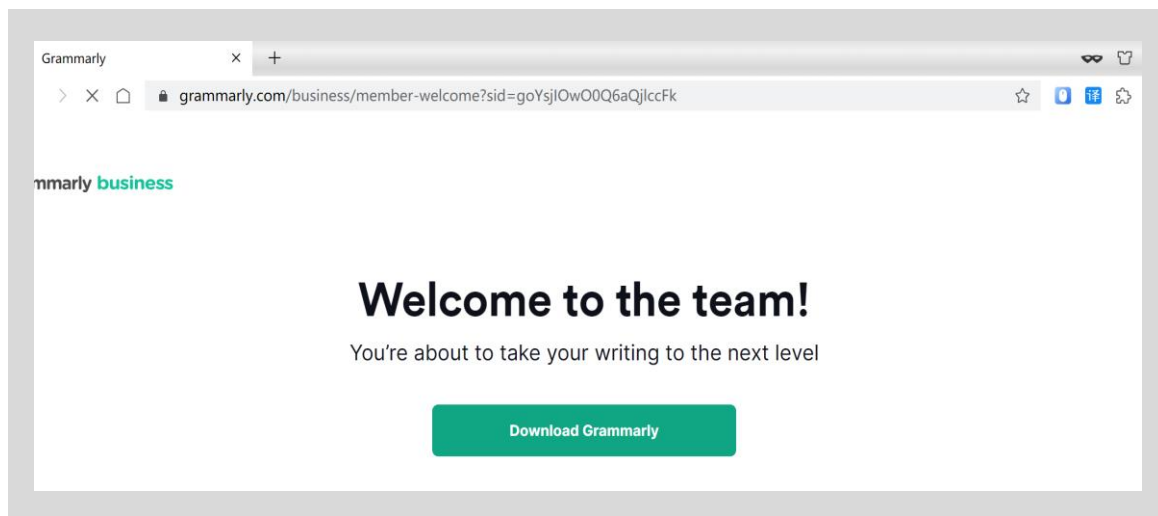 Grammarly
grammarly.com/business/member-welcome?sid=goYsjIOwO0Q6aQjlccFk
译
mmarly business
Welcome to the team!
You're about to take your writing to the next level
Download Grammarly